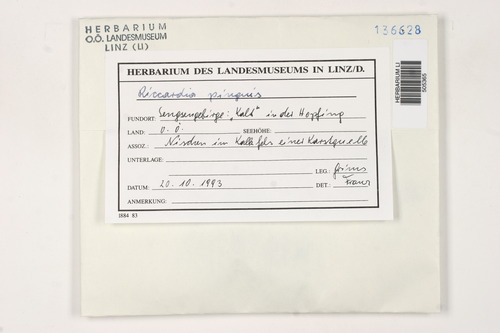 HERBARIUM
O.Ö. LANDESMUSEUM
LINZ (LI)
136628
HERBARIUM LI
HERBARIUM DES LANDESMUSEUMS IN LINZ/D.
Riccardia pinguis
FUNDORT: Sengsengebirge: "Kalt" in der Hopfing
LAND: O.Ö. SEEHÖHE:
ASSOZ.: Nischen im Kalkfels einer Karstquelle
UNTERLAGE:
LEG.: Grims
DATUM: 20.10.1993 DET.: Franz
ANMERKUNG:
1884 83